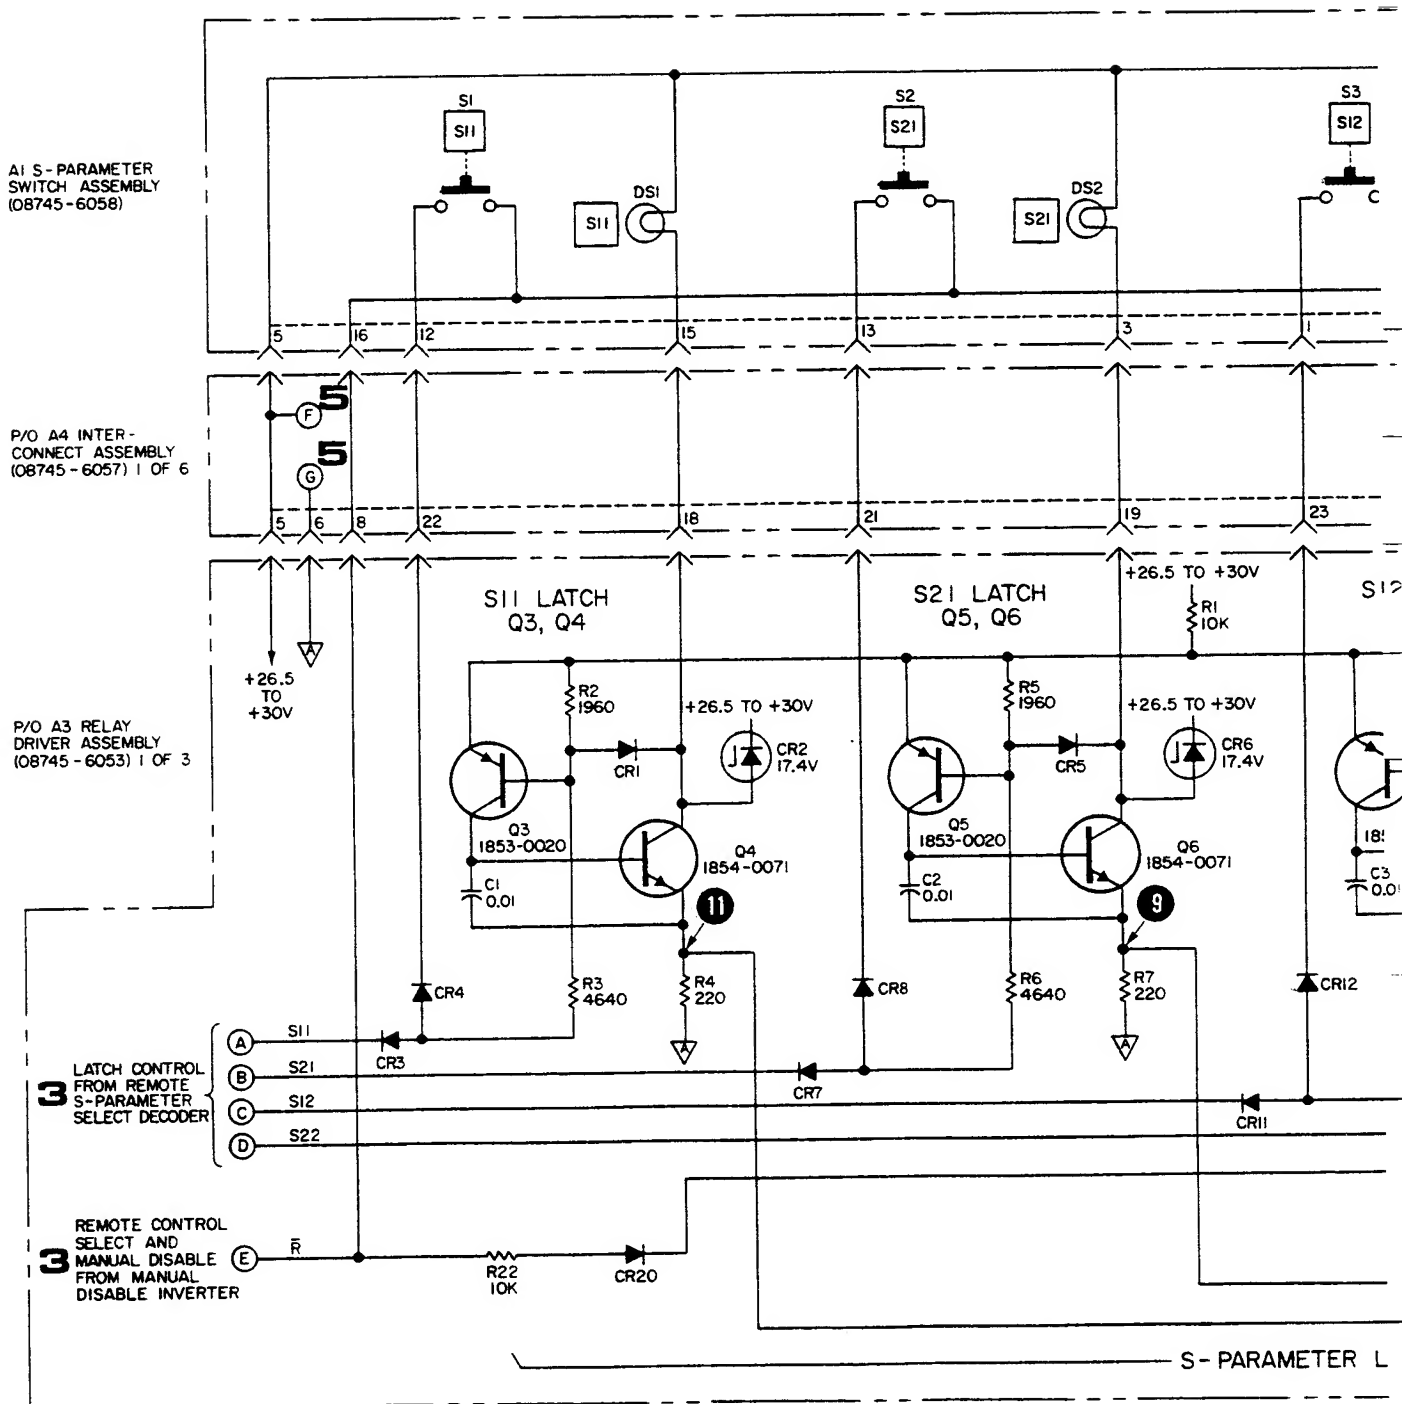 S1
S11
A1 S-PARAMETER
SWITCH ASSEMBLY
(08745-6058)
DS1
S11
S2
S21
DS2
S21
S3
S12
5
16
12
15
13
3
1
P/O A4 INTER-
CONNECT ASSEMBLY
(08745-6057) 1 OF 6
F
5
G
5
5
6
8
22
18
21
19
23
S11 LATCH
Q3, Q4
S21 LATCH
Q5, Q6
+26.5 TO +30V
R1
10K
A
+26.5
TO
+30V
P/O A3 RELAY
DRIVER ASSEMBLY
(08745-6053) 1 OF 3
R2
1960
+26.5 TO +30V
CR1
CR2
17.4V
Q3
1853-0020
Q4
1854-0071
C1
0.01
11
R5
1960
+26.5 TO +30V
CR5
CR6
17.4V
Q5
1853-0020
Q6
1854-0071
C2
0.01
9
C3
CR4
R3
4640
R4
220
A
CR8
R6
4640
R7
220
A
CR12
3
LATCH CONTROL
FROM REMOTE
S-PARAMETER
SELECT DECODER
A
S11
CR3
B
S21
CR7
C
S12
CR11
D
S22
3
REMOTE CONTROL
SELECT AND
MANUAL DISABLE
FROM MANUAL
DISABLE INVERTER
E
R̅
R22
10K
CR20
S-PARAMETER L